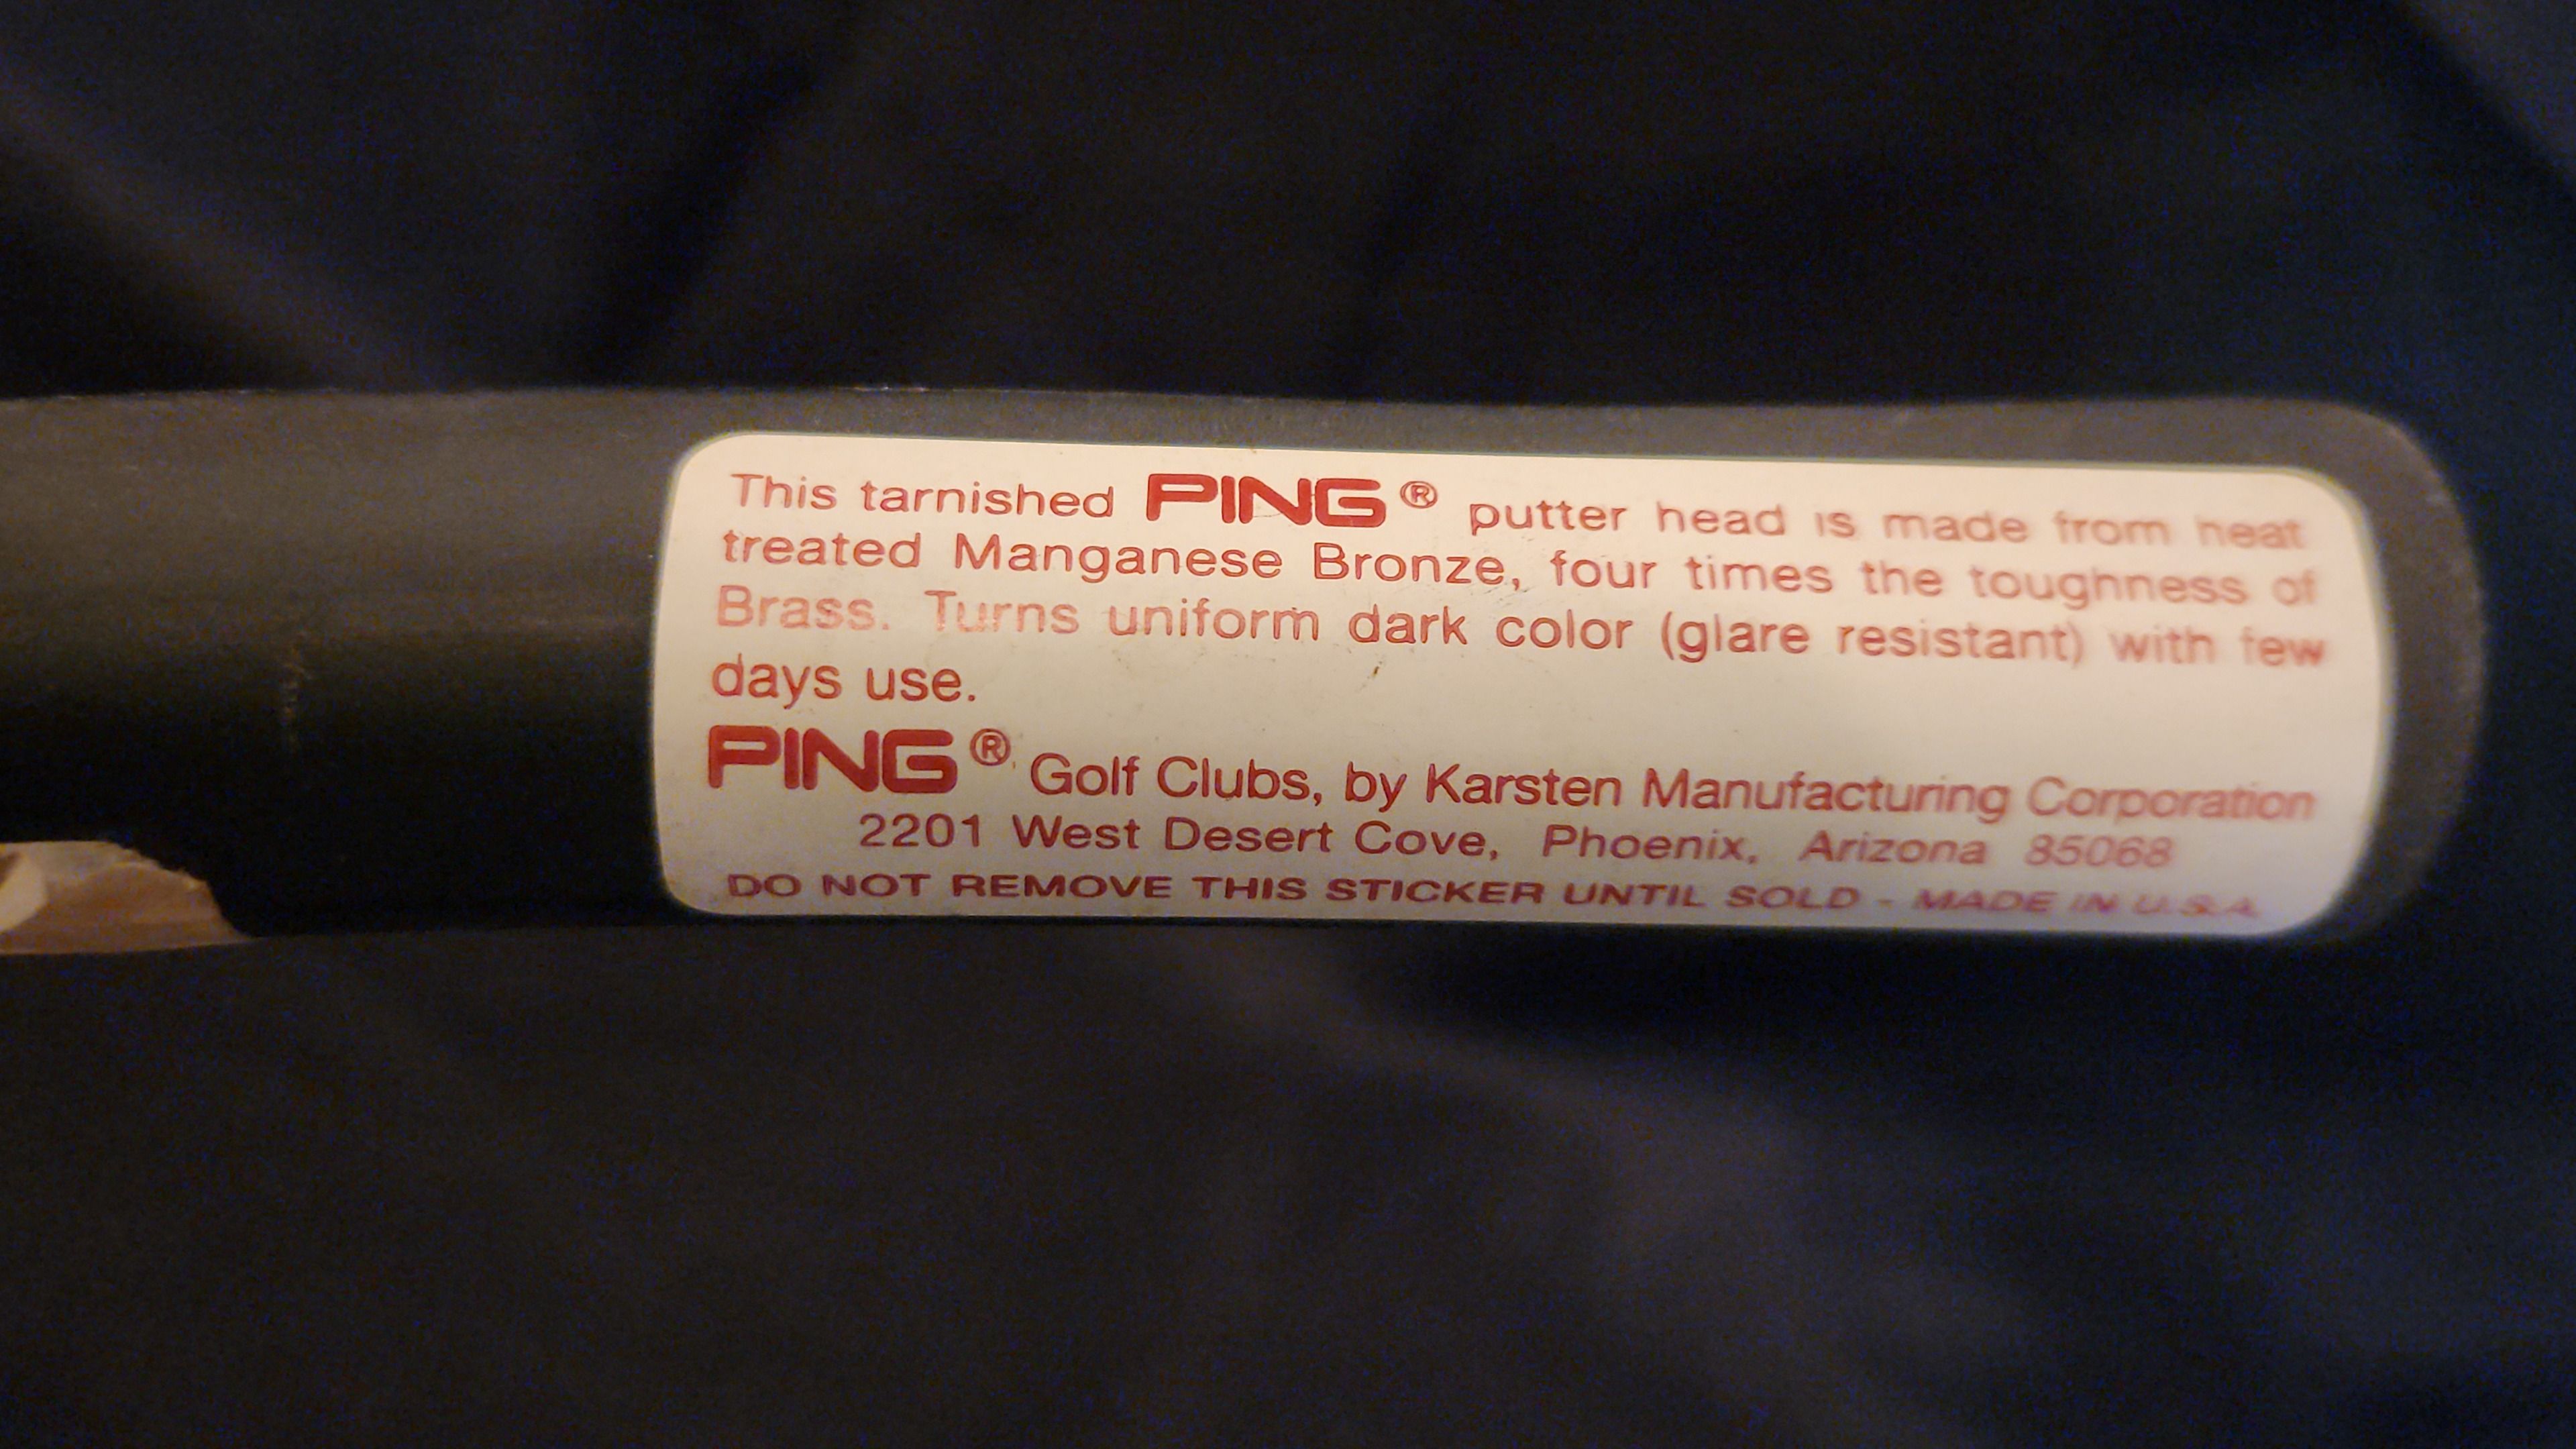 This tarnished PING® putter head is made from heat
treated Manganese Bronze, four times the toughness of
Brass. Turns uniform dark color (glare resistant) with few
days use.
PING® Golf Clubs, by Karsten Manufacturing Corporation
2201 West Desert Cove, Phoenix, Arizona 85068
DO NOT REMOVE THIS STICKER UNTIL SOLD - MADE IN U.S.A.